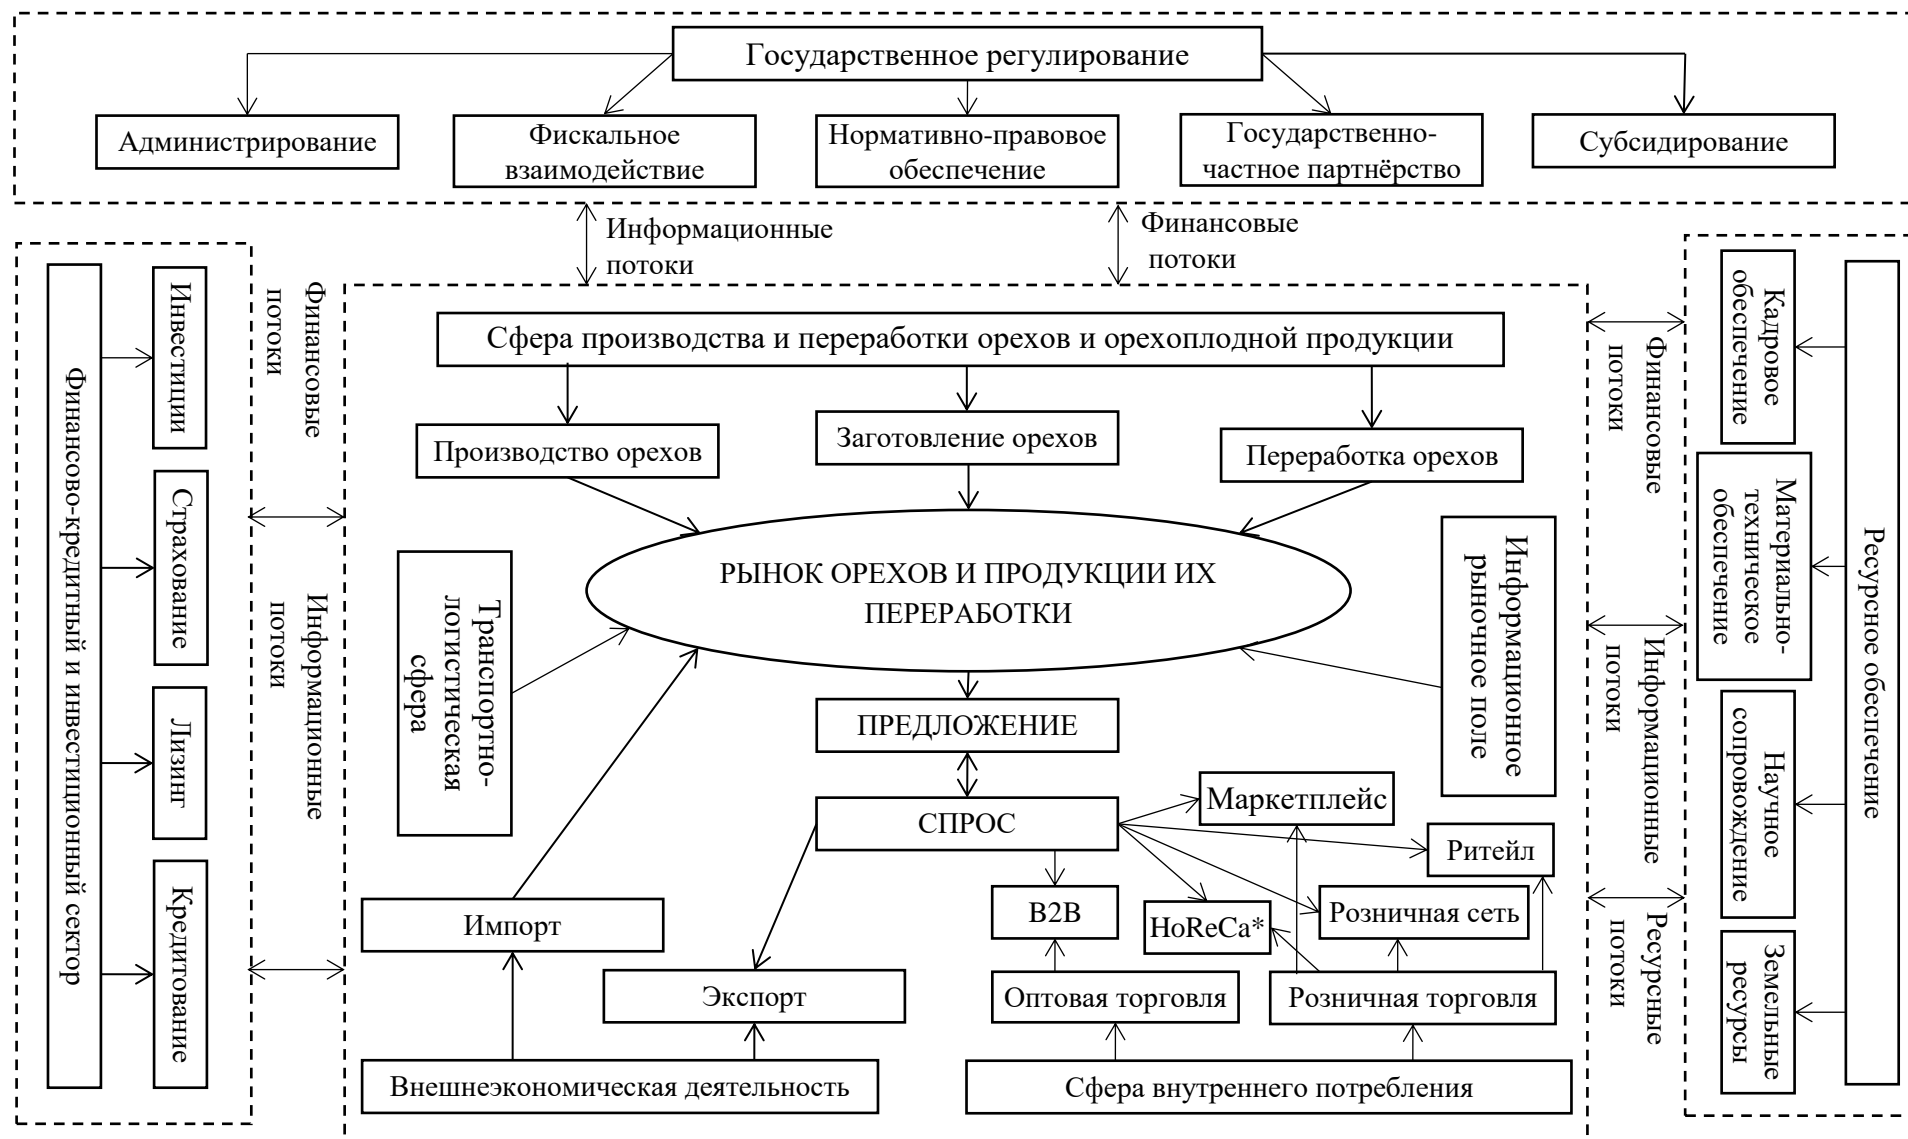 Государственное регулирование
Администрирование
Фискальное
взаимодействие
Нормативно-правовое
обеспечение
Государственно-
частное партнёрство
Субсидирование
Информационные
потоки
Финансовые
потоки
Финансово-кредитный и инвестиционный сектор
Инвестиции
Страхование
Лизинг
Кредитование
Финансовые
потоки
Информационные
потоки
Сфера производства и переработки орехов и орехоплодной продукции
Производство орехов
Заготовление орехов
Переработка орехов
РЫНОК ОРЕХОВ И ПРОДУКЦИИ ИХ
ПЕРЕРАБОТКИ
Транспортно-
логистическая
сфера
Информационное
рыночное поле
ПРЕДЛОЖЕНИЕ
СПРОС
Маркетплейс
Ритейл
B2B
HoReCa*
Розничная сеть
Импорт
Экспорт
Оптовая торговля
Розничная торговля
Внешнеэкономическая деятельность
Сфера внутреннего потребления
Финансовые
потоки
Информационные
потоки
Ресурсные
потоки
Кадровое
обеспечение
Материально-
техническое
обеспечение
Научное
сопровождение
Земельные
ресурсы
Ресурсное обеспечение